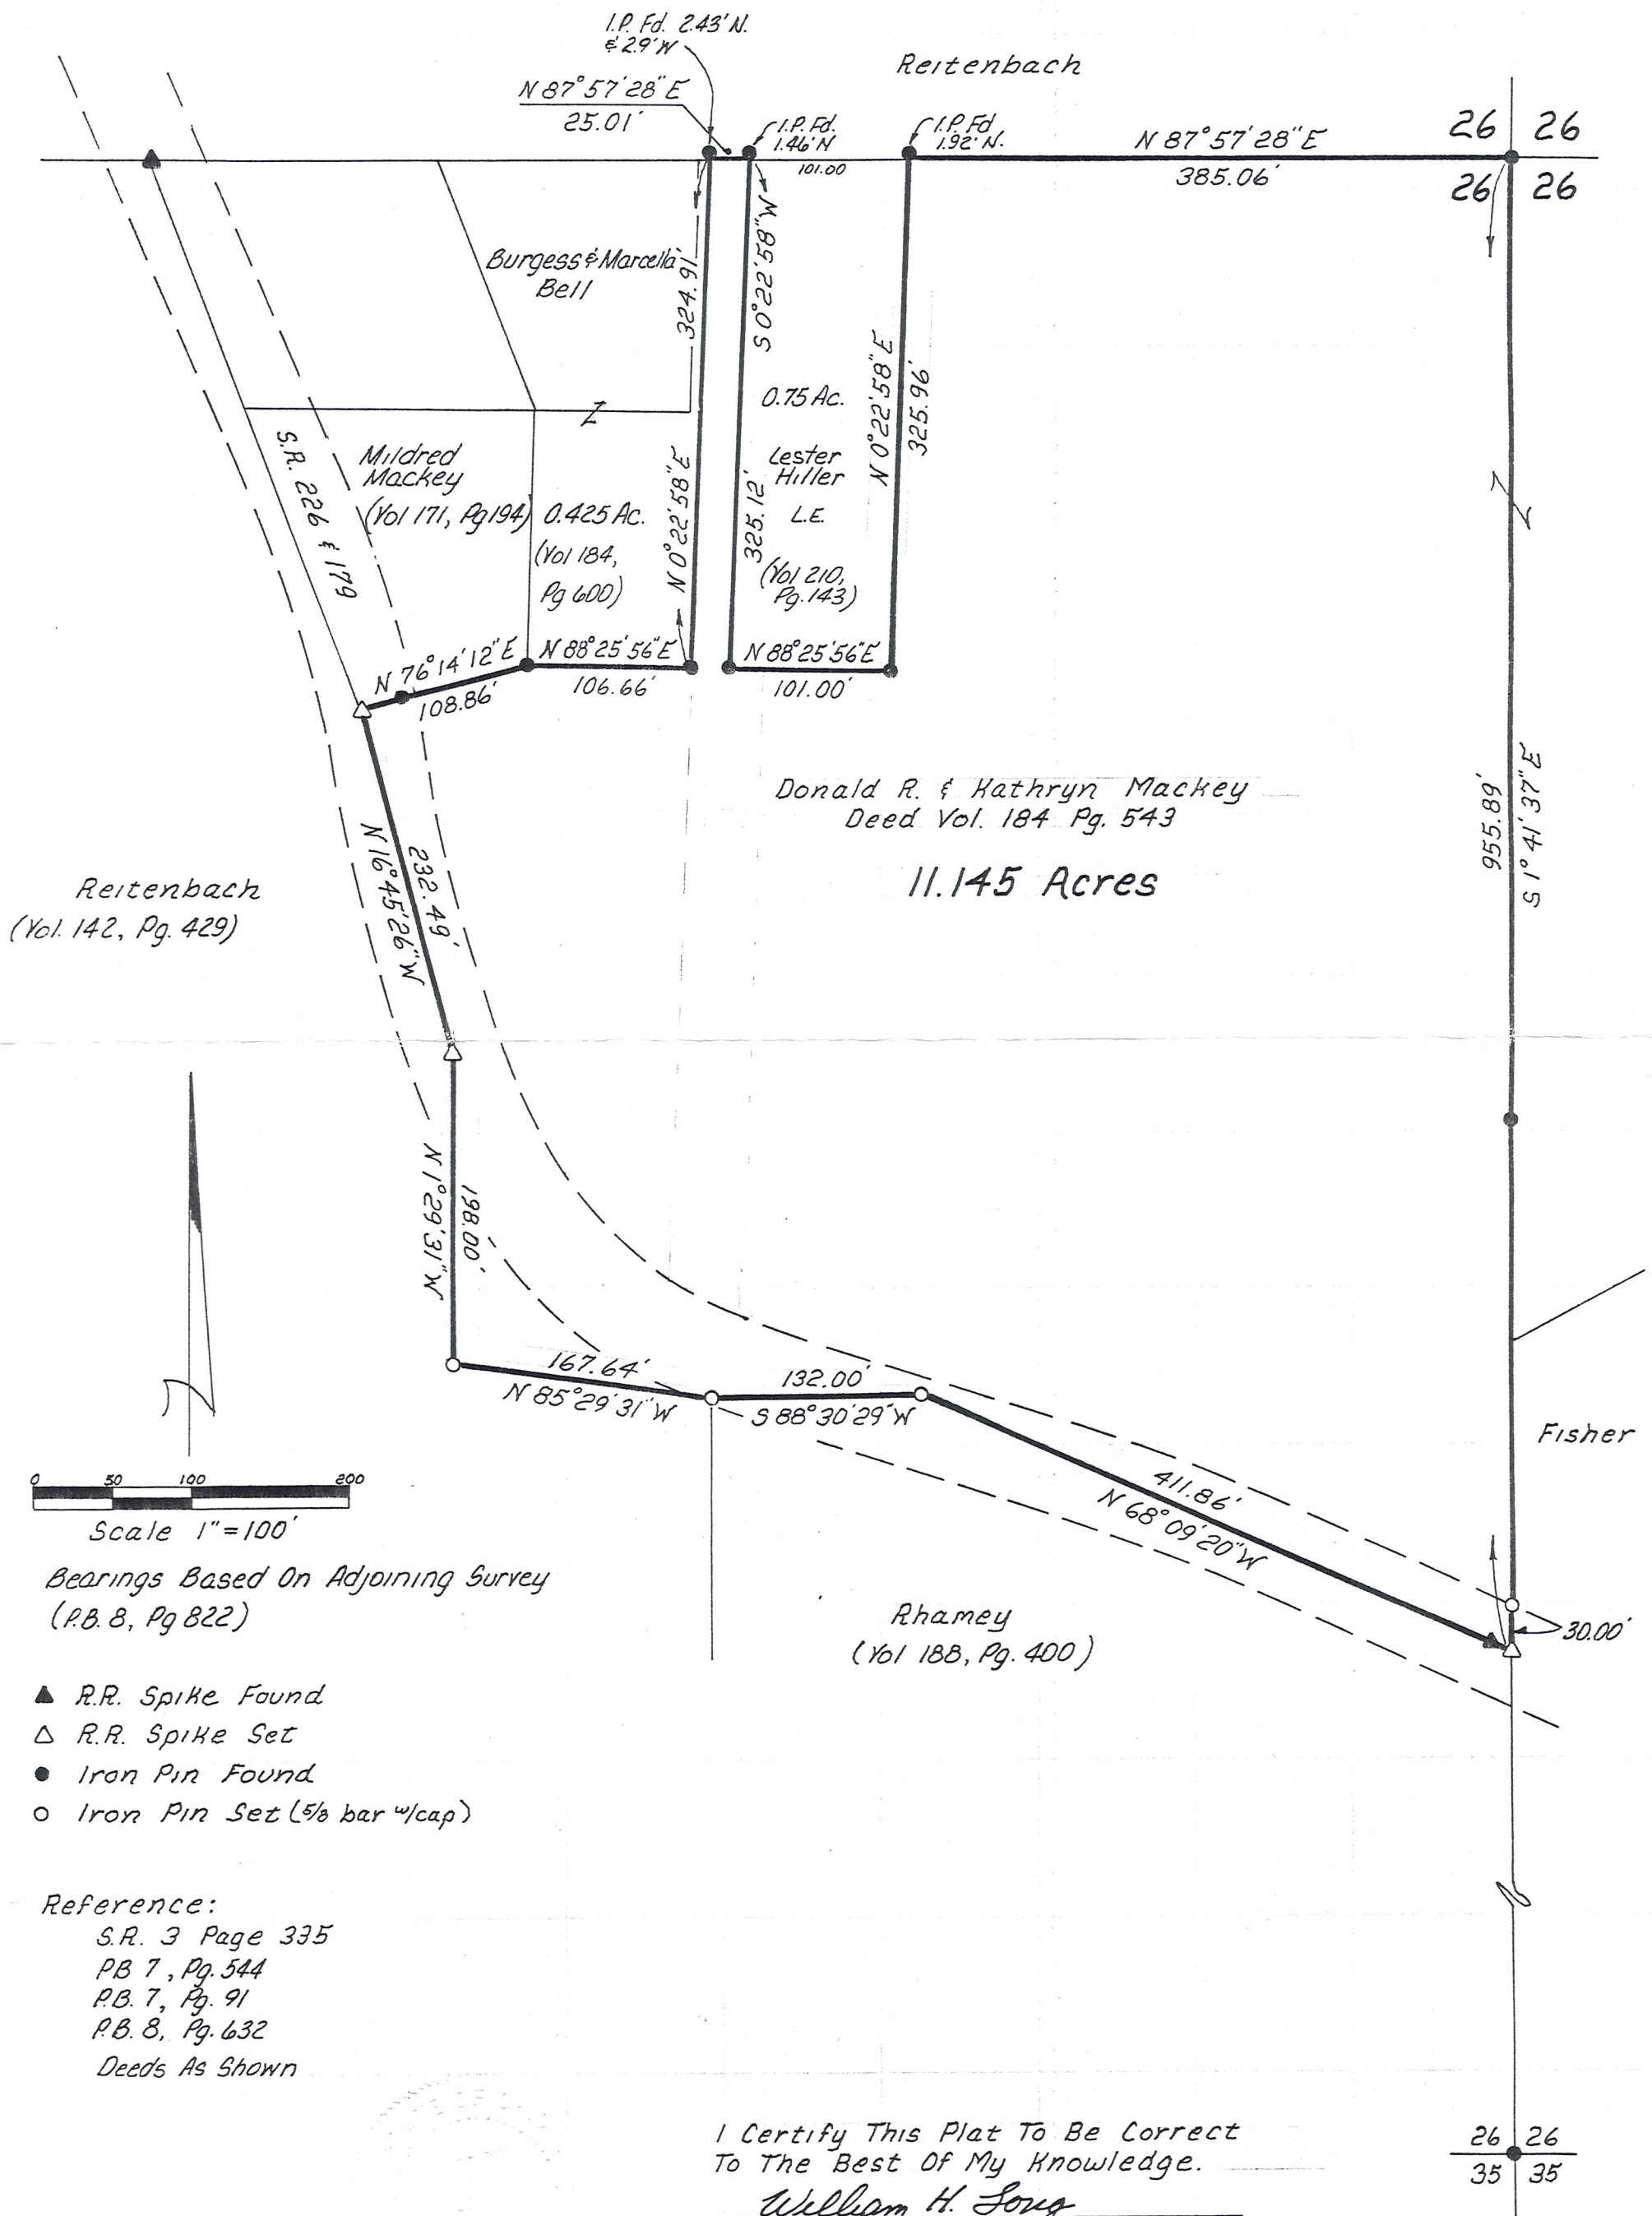 I.P. Fd. 2.43' N.
& 2.9' W
Reitenbach
N 87° 57' 28" E
25.01'
I.P. Fd.
1.46' N
101.00
I.P. Fd
1.92' N.
N 87° 57' 28" E
385.06'
26 26
26 26
Burgess & Marcella
Bell
324.91
N 0° 22' 58" E
S 0° 22' 58" W
325.12'
0.75 Ac.
Lester
Hiller
L.E.
(Vol 210,
Pg. 143)
N 0° 22' 58" E
325.96'
S.R. 226 & 179
Mildred
Mackey
(Vol 171, Pg 194)
0.425 Ac.
(Vol 184,
Pg 600)
N 76° 14' 12" E
108.86'
N 88° 25' 56" E
106.66'
N 88° 25' 56" E
101.00'
Donald R. & Kathryn Mackey
Deed Vol. 184 Pg. 543
11.145 Acres
955.89'
S 1° 41' 37" E
Reitenbach
(Vol. 142, Pg. 429)
232.49'
N 16° 45' 26" W
198.00'
N 1° 29' 31" W
167.64'
N 85° 29' 31" W
132.00'
S 88° 30' 29" W
411.86'
N 68° 09' 20" W
Fisher
30.00'
0 50 100 200
Scale 1" = 100'
Bearings Based On Adjoining Survey
(P.B. 8, Pg 822)
Rhamey
(Vol 188, Pg. 400)
R.R. Spike Found
R.R. Spike Set
Iron Pin Found
Iron Pin Set (5/8 bar w/cap)
Reference:
S.R. 3 Page 335
PB 7, Pg. 544
P.B. 7, Pg. 91
P.B. 8, Pg. 632
Deeds As Shown
I Certify This Plat To Be Correct
To The Best Of My Knowledge.
William H. Long
26 26
35 35